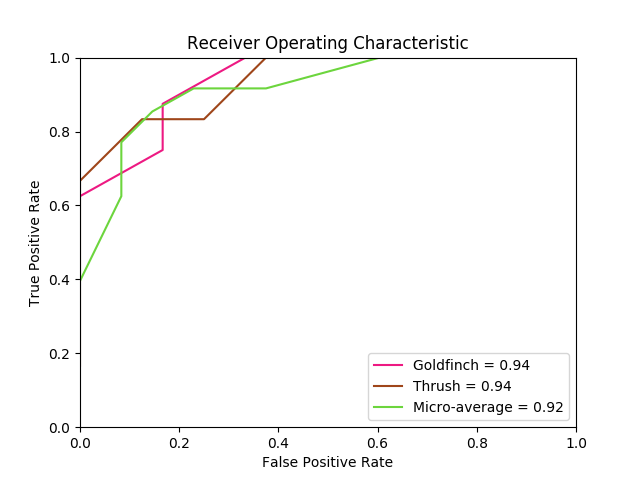 Receiver Operating Characteristic
1.0
0.8
0.6
0.4
0.2
0.0
True Positive Rate
Goldfinch = 0.94
Thrush = 0.94
Micro-average = 0.92
0.0 0.2 0.4 0.6 0.8 1.0
False Positive Rate